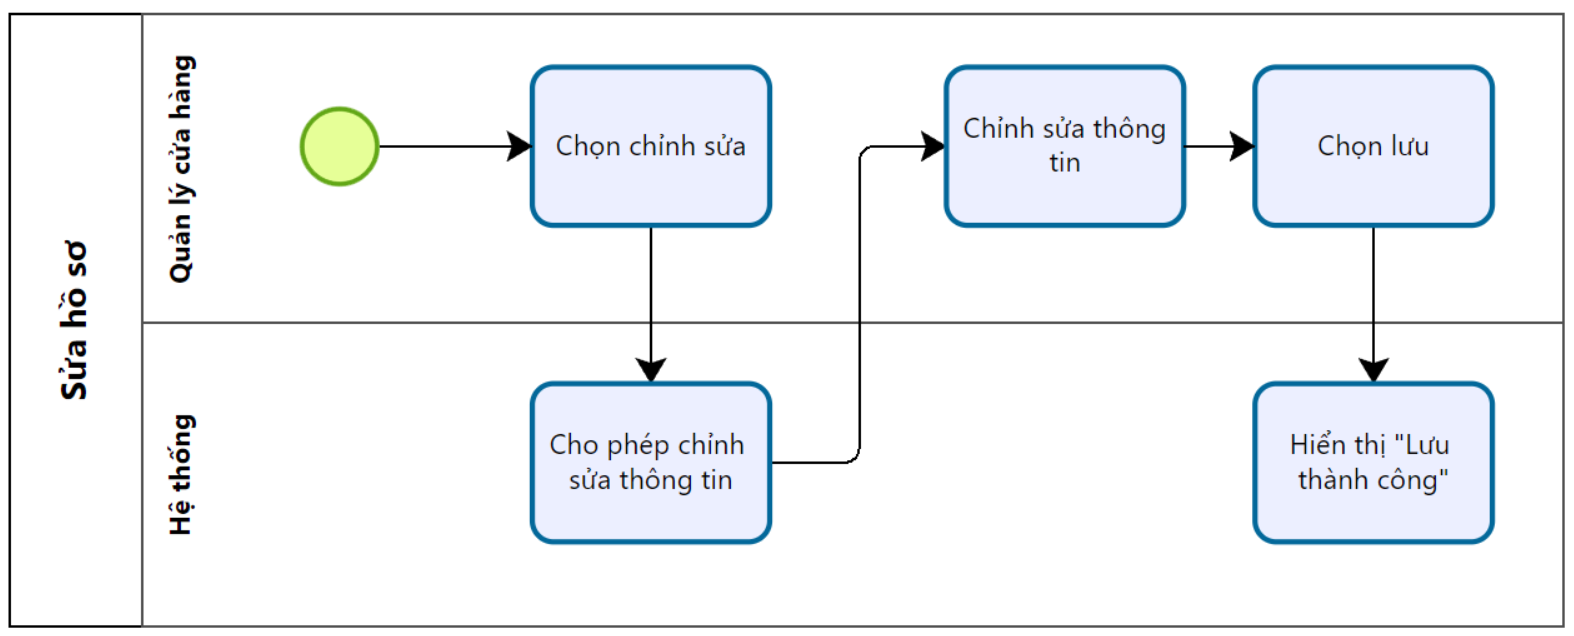 Sửa hồ sơ
Quản lý cửa hàng
Chọn chỉnh sửa
Chỉnh sửa thông
tin
Chọn lưu
Hệ thống
Cho phép chỉnh
sửa thông tin
Hiển thị "Lưu
thành công"